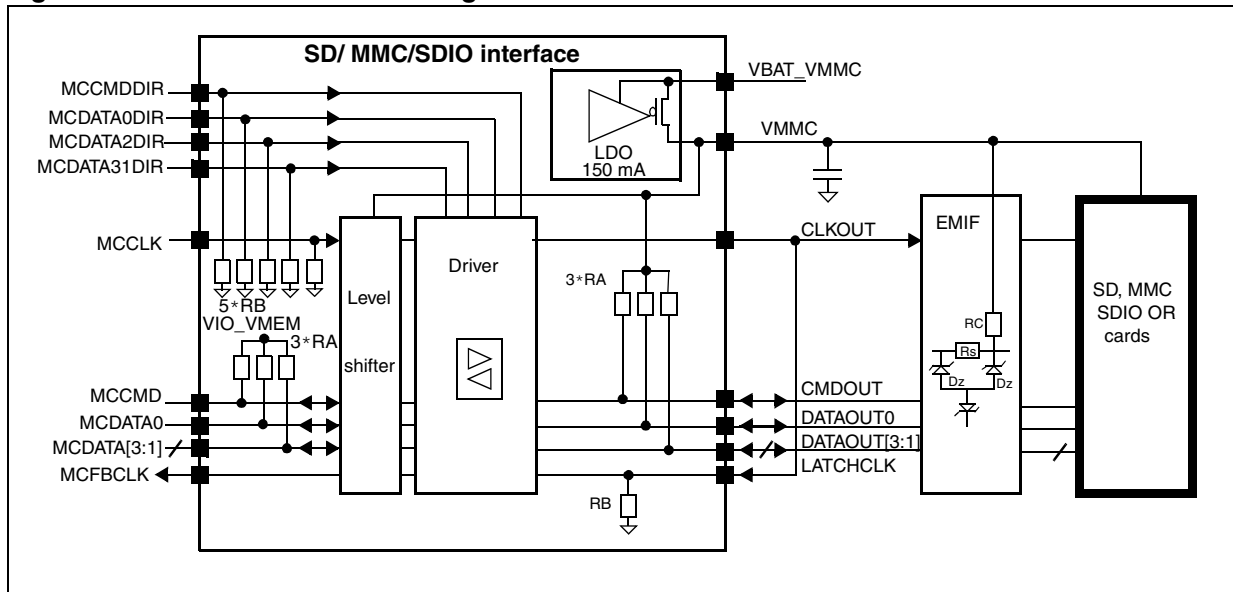 SD/ MMC/SDIO interface
MCCMDDIR
MCDATA0DIR
MCDATA2DIR
MCDATA31DIR
LDO
150 mA
VBAT_VMMC
VMMC
MCCLK
5*RB
VIO_VMEM
3*RA
Level
shifter
Driver
3*RA
CLKOUT
EMIF
RC
Rs
Dz
Dz
SD, MMC
SDIO OR
cards
MCCMD
MCDATA0
MCDATA[3:1]
MCFBCLK
CMDOUT
DATAOUT0
DATAOUT[3:1]
LATCHCLK
RB